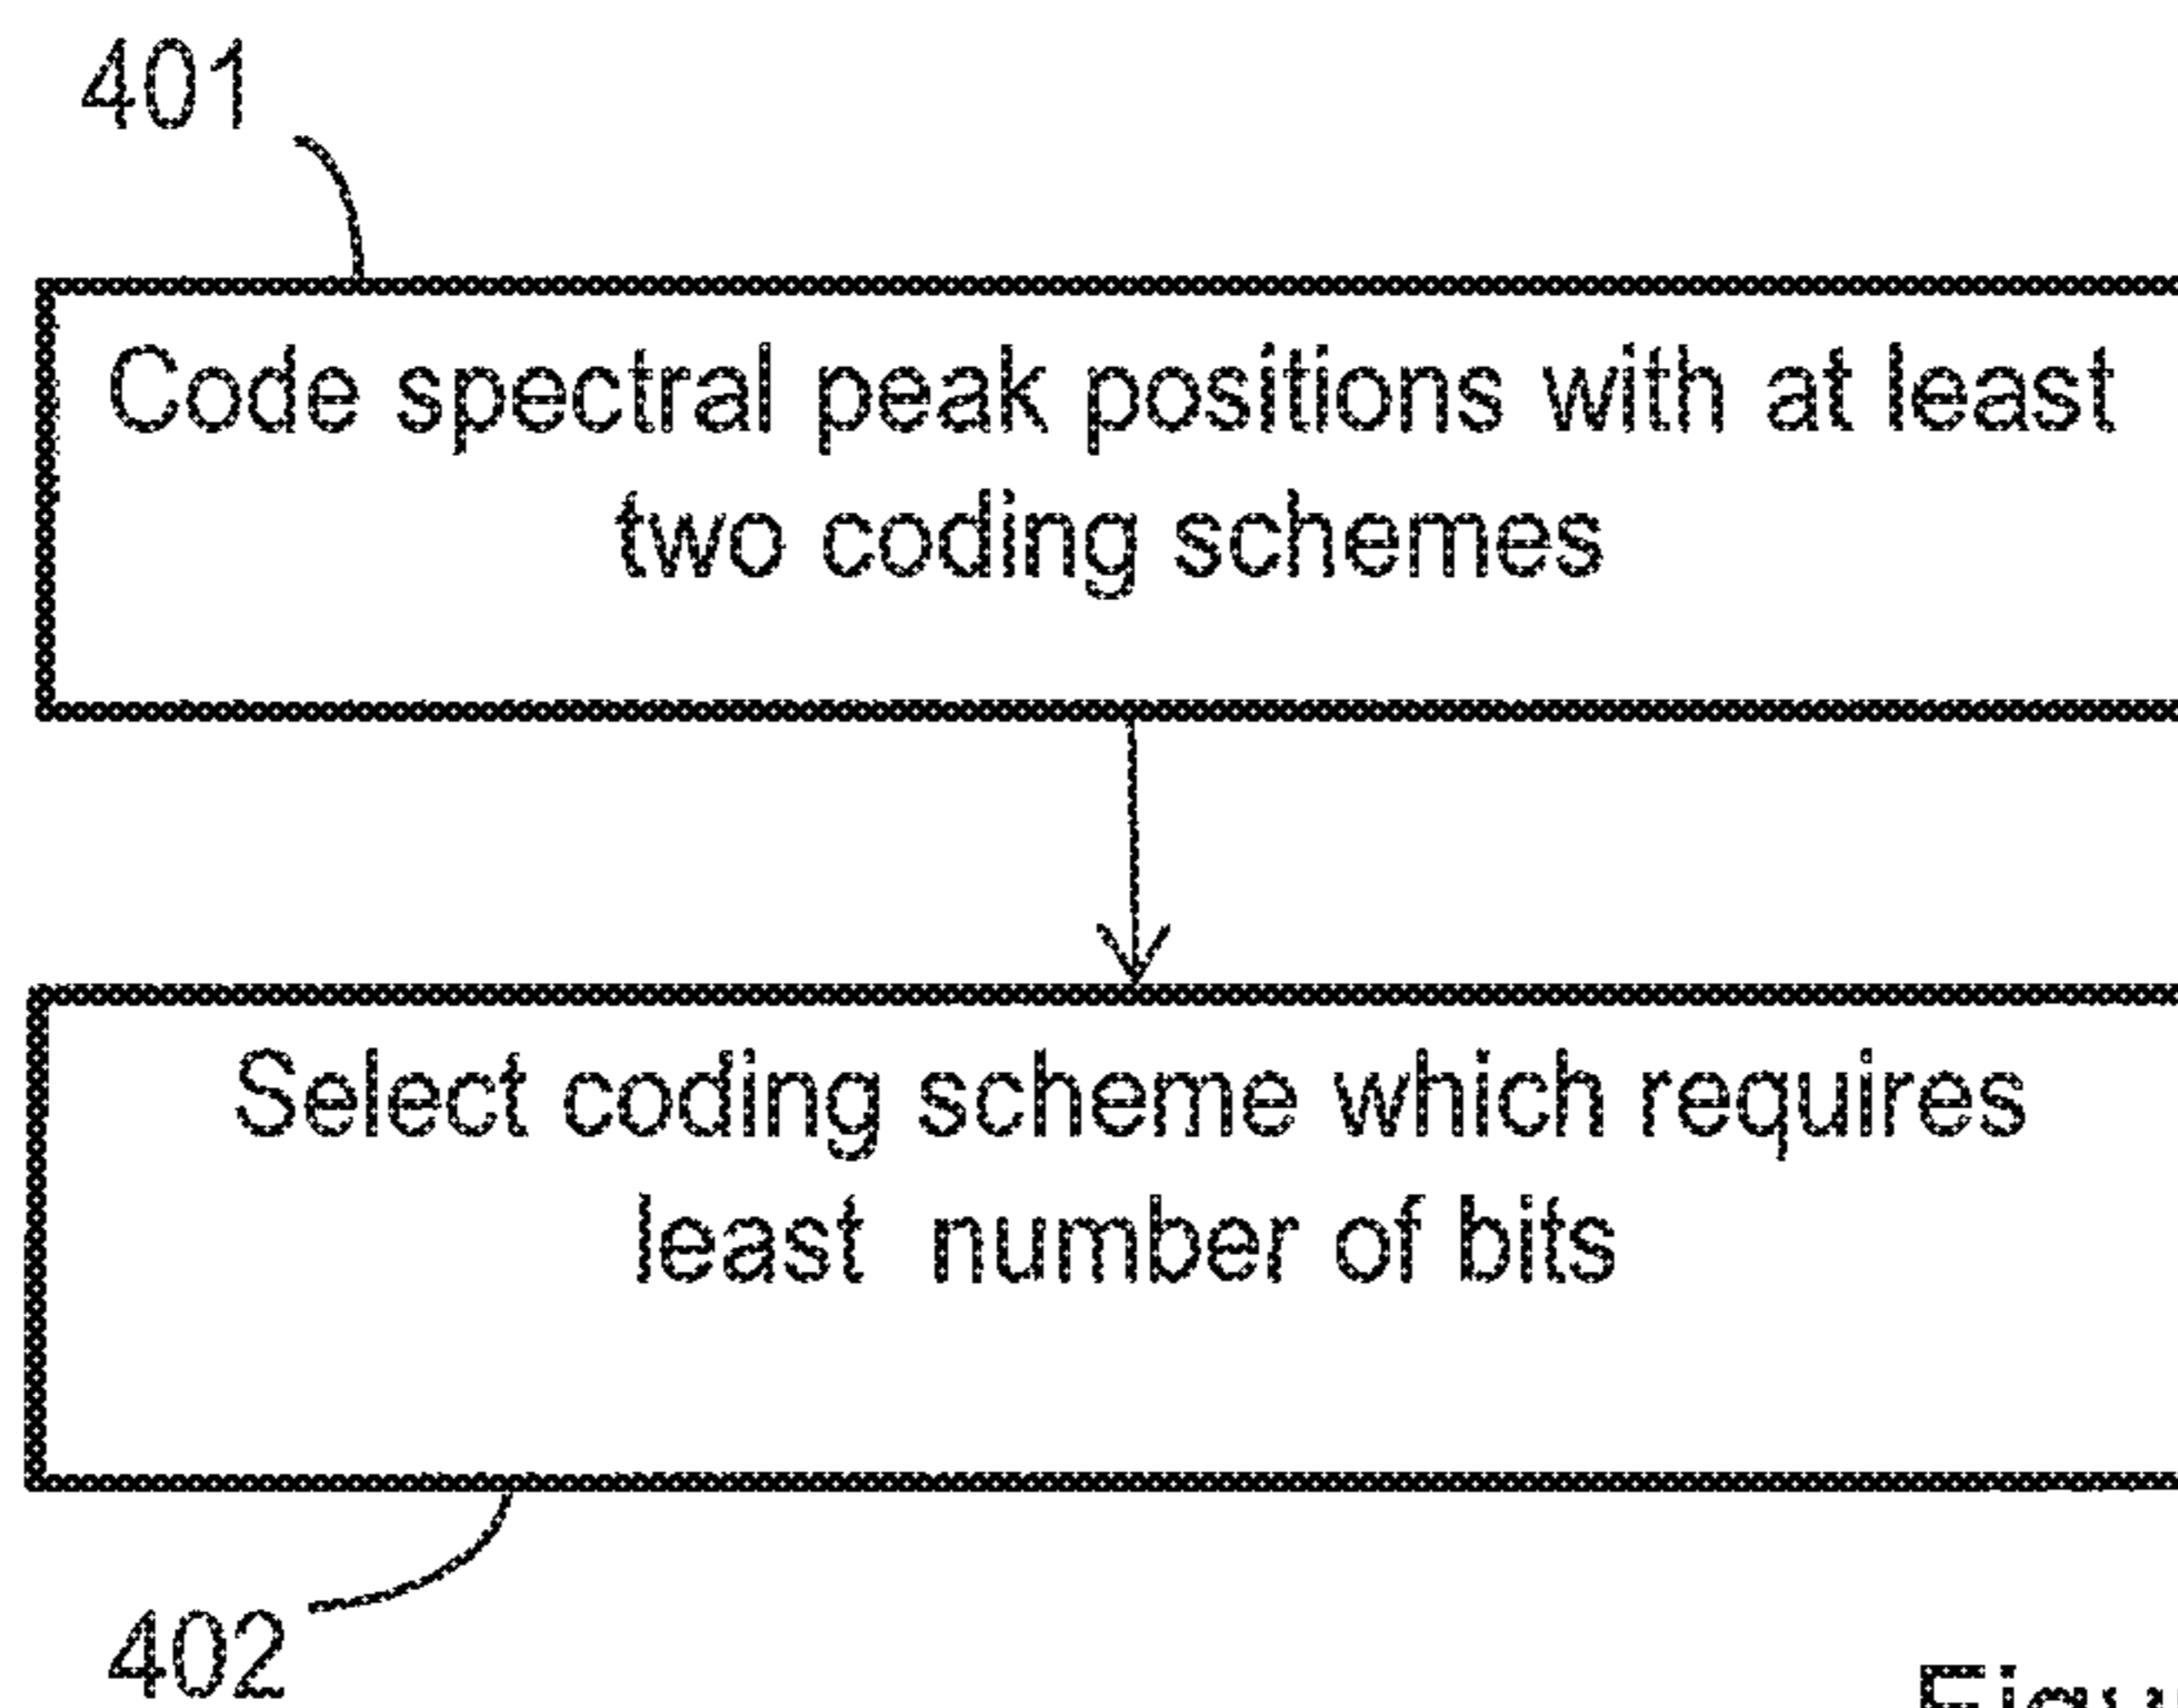 401
Code spectral peak positions with at least
two coding schemes
Select coding scheme which requires
least number of bits
402